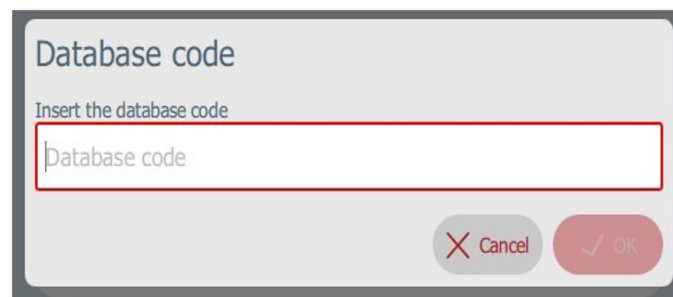 Database code
Insert the database code
Database code
Cancel
OK